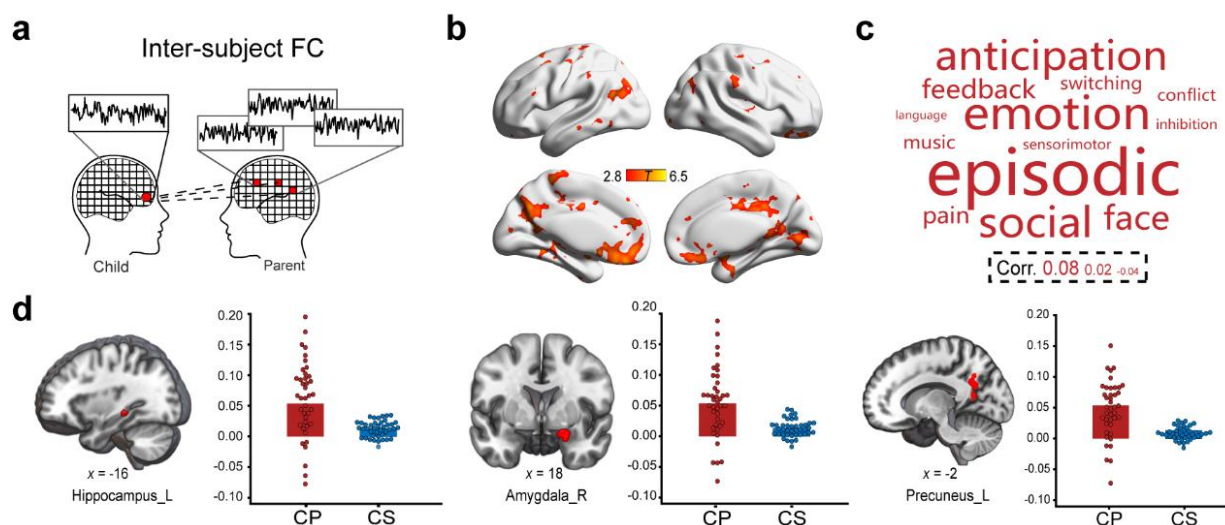 a
Inter-subject FC
Child
Parent
b
2.8 T 6.5
c
anticipation
feedback switching
conflict
language emotion inhibition
music sensorimotor
episodic
pain social face
Corr. 0.08 0.02 -0.04
d
0.20
0.15
0.10
0.05
0.00
-0.05
-0.10
x = -16
Hippocampus_L
CP CS
0.20
0.15
0.10
0.05
0.00
-0.05
-0.10
x = 18
Amygdala_R
CP CS
0.20
0.15
0.10
0.05
0.00
-0.05
-0.10
x = -2
Precuneus_L
CP CS